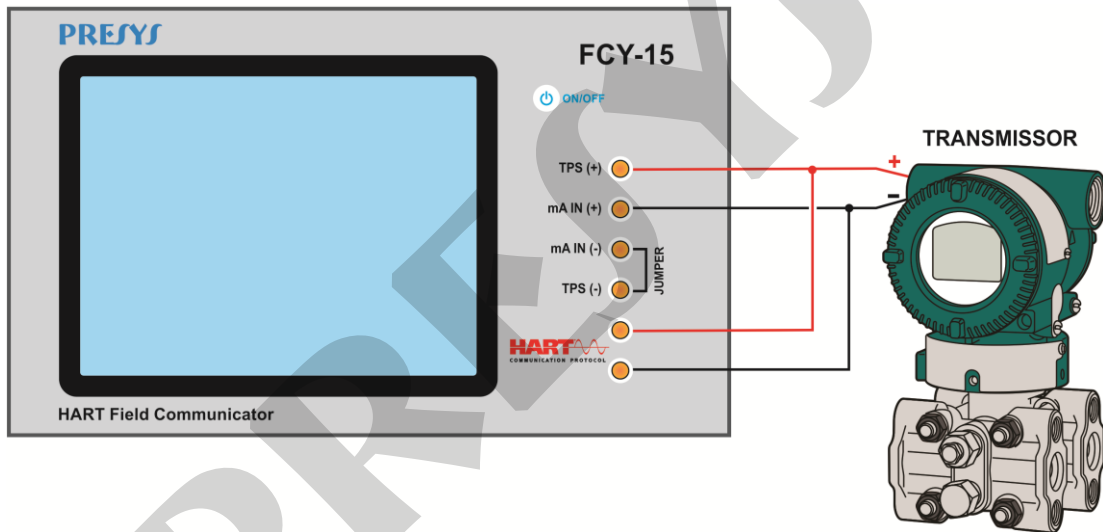 PRESYS
FCY-15
ON/OFF
TRANSMISSOR
TPS (+)
+
mA IN (+)
-
mA IN (-)
TPS (-)
JUMPER
HART
COMMUNICATION PROTOCOL
HART Field Communicator
PRESYS